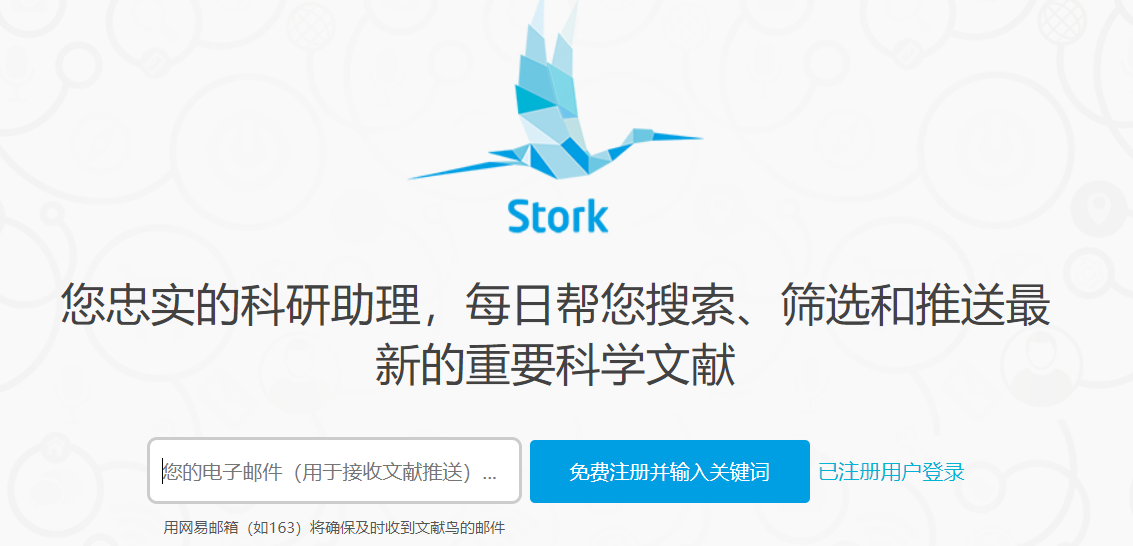 Stork
您忠实的科研助理，每日帮您搜索、筛选和推送最
新的重要科学文献
您的电子邮件（用于接收文献推送）...
免费注册并输入关键词
已注册用户登录
用网易邮箱（如163）将确保及时收到文献鸟的邮件